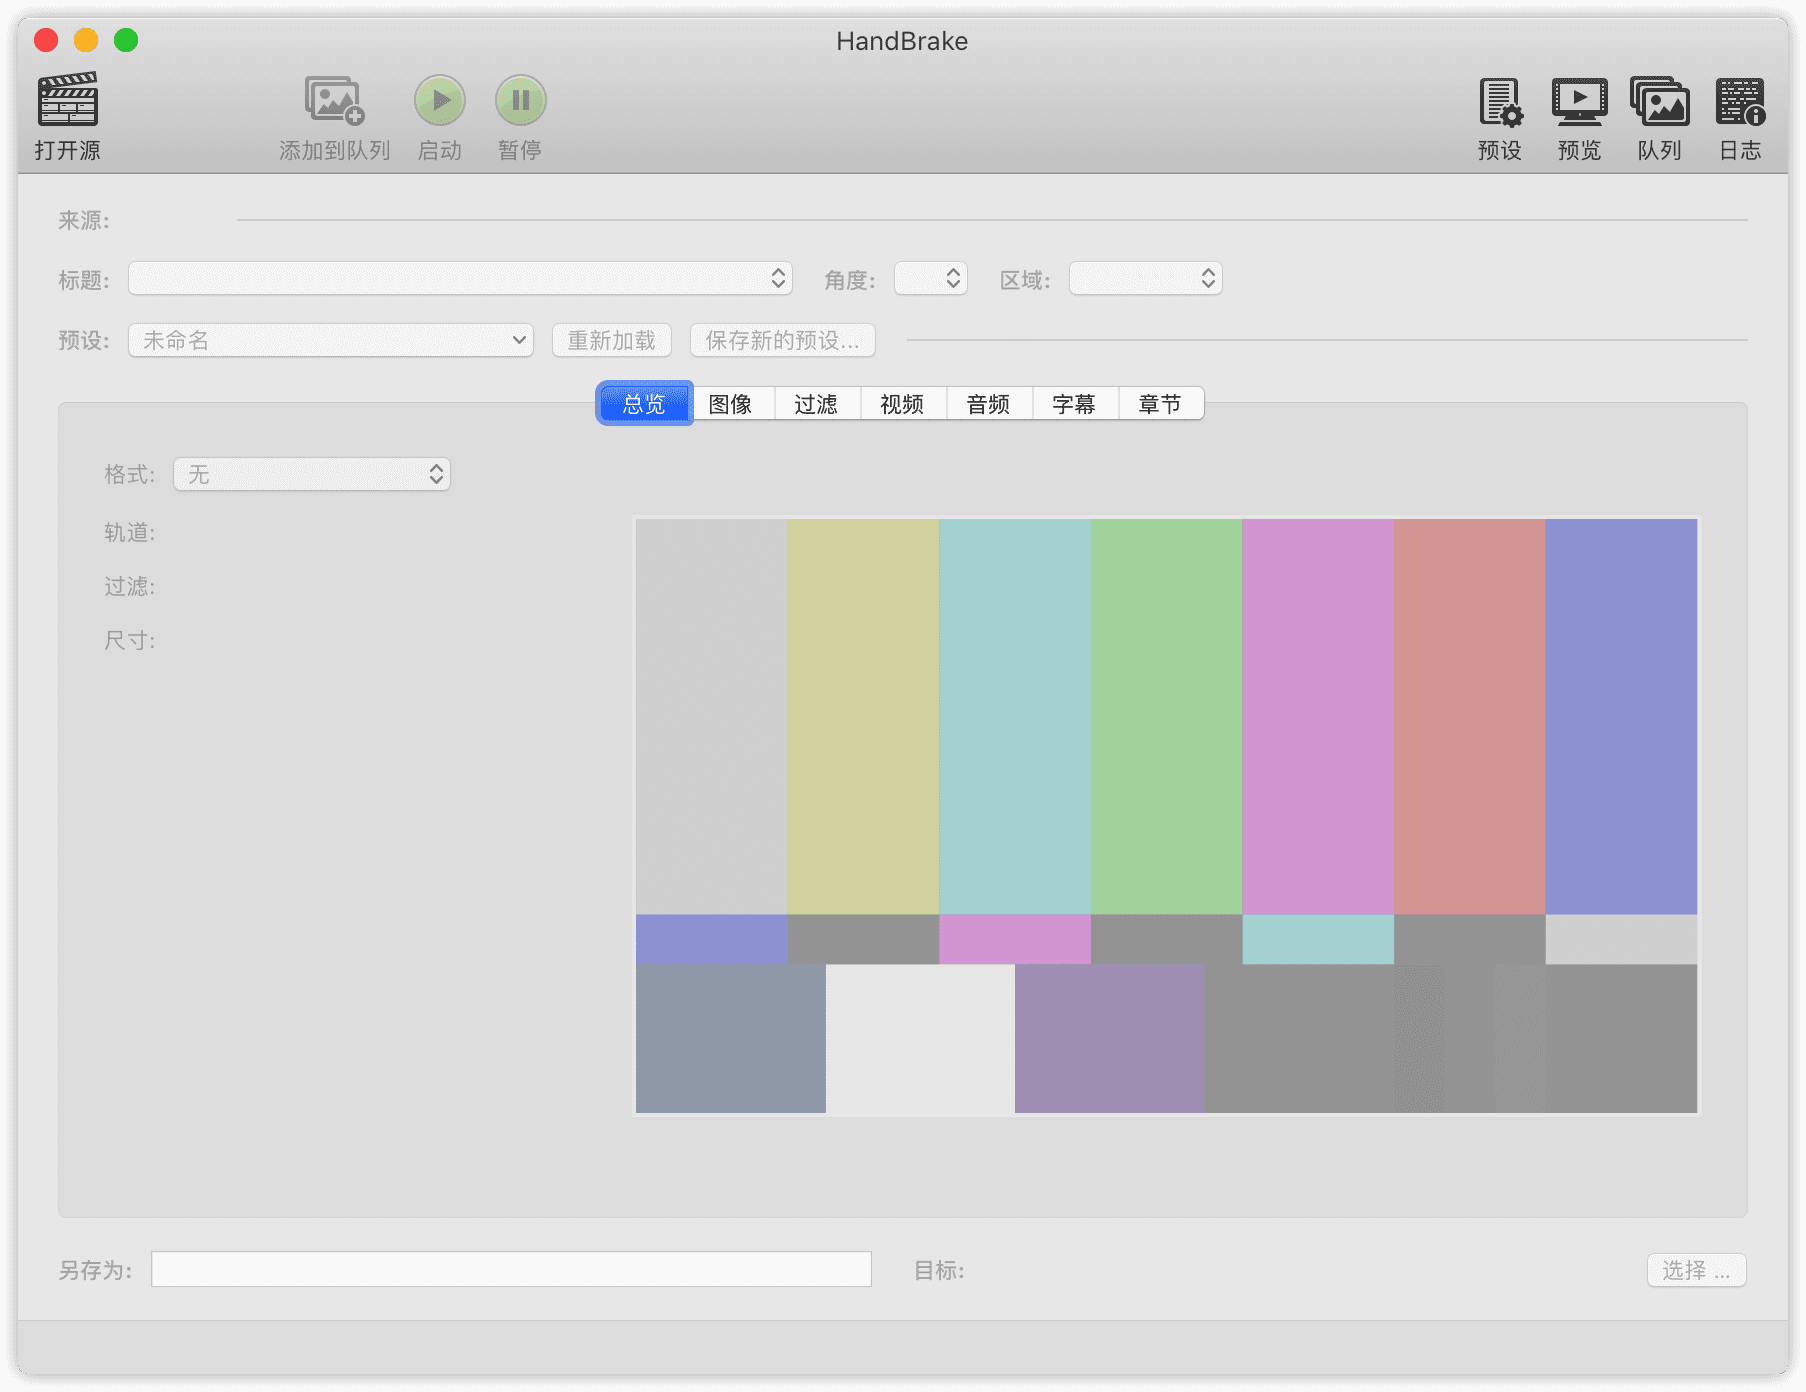 HandBrake
打开源 添加到队列 启动 暂停 预设 预览 队列 日志
来源:
标题: 角度: 区域:
预设: 未命名 重新加载 保存新的预设...
总览 图像 过滤 视频 音频 字幕 章节
格式: 无
轨道:
过滤:
尺寸:
另存为: 目标: 选择 ...